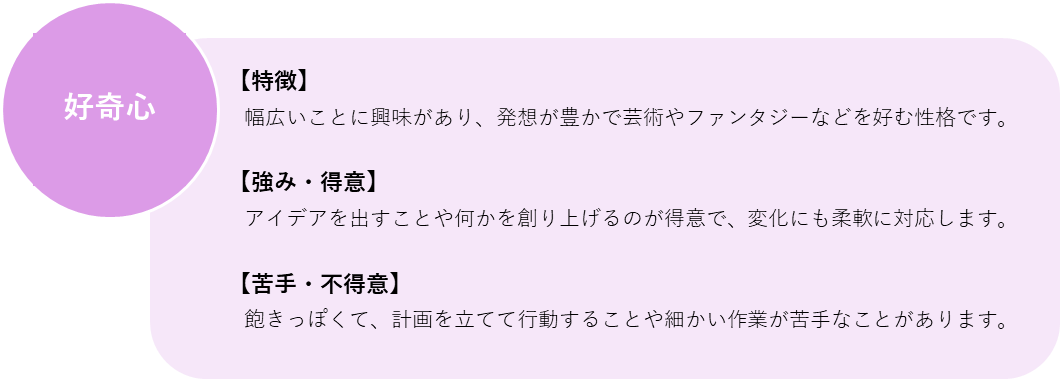 好奇心
【特徴】
幅広いことに興味があり、発想が豊かで芸術やファンタジーなどを好む性格です。
【強み・得意】
アイデアを出すことや何かを創り上げるのが得意で、変化にも柔軟に対応します。
【苦手・不得意】
飽きっぽくて、計画を立てて行動することや細かい作業が苦手なことがあります。